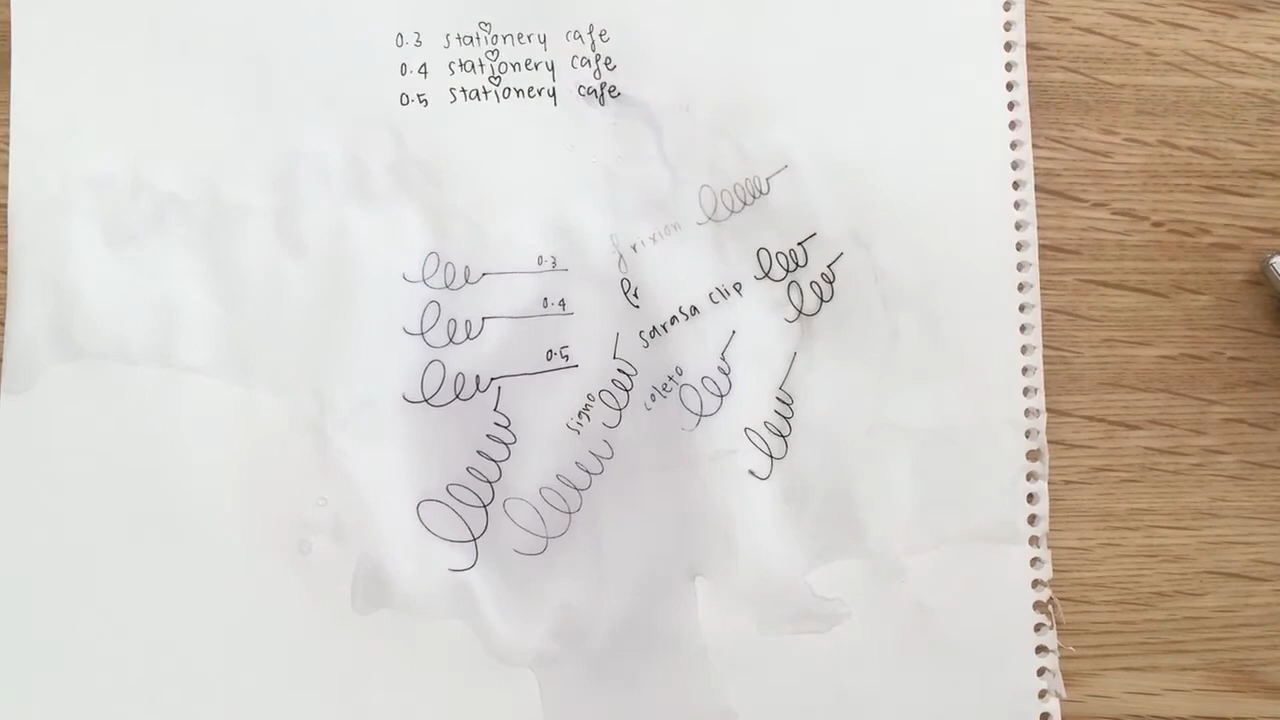 0.3 stationery cafe
0.4 stationery cafe
0.5 stationery cafe
frixion
0.3
Pr
sarasa clip
0.4
0.5
signo
coleto